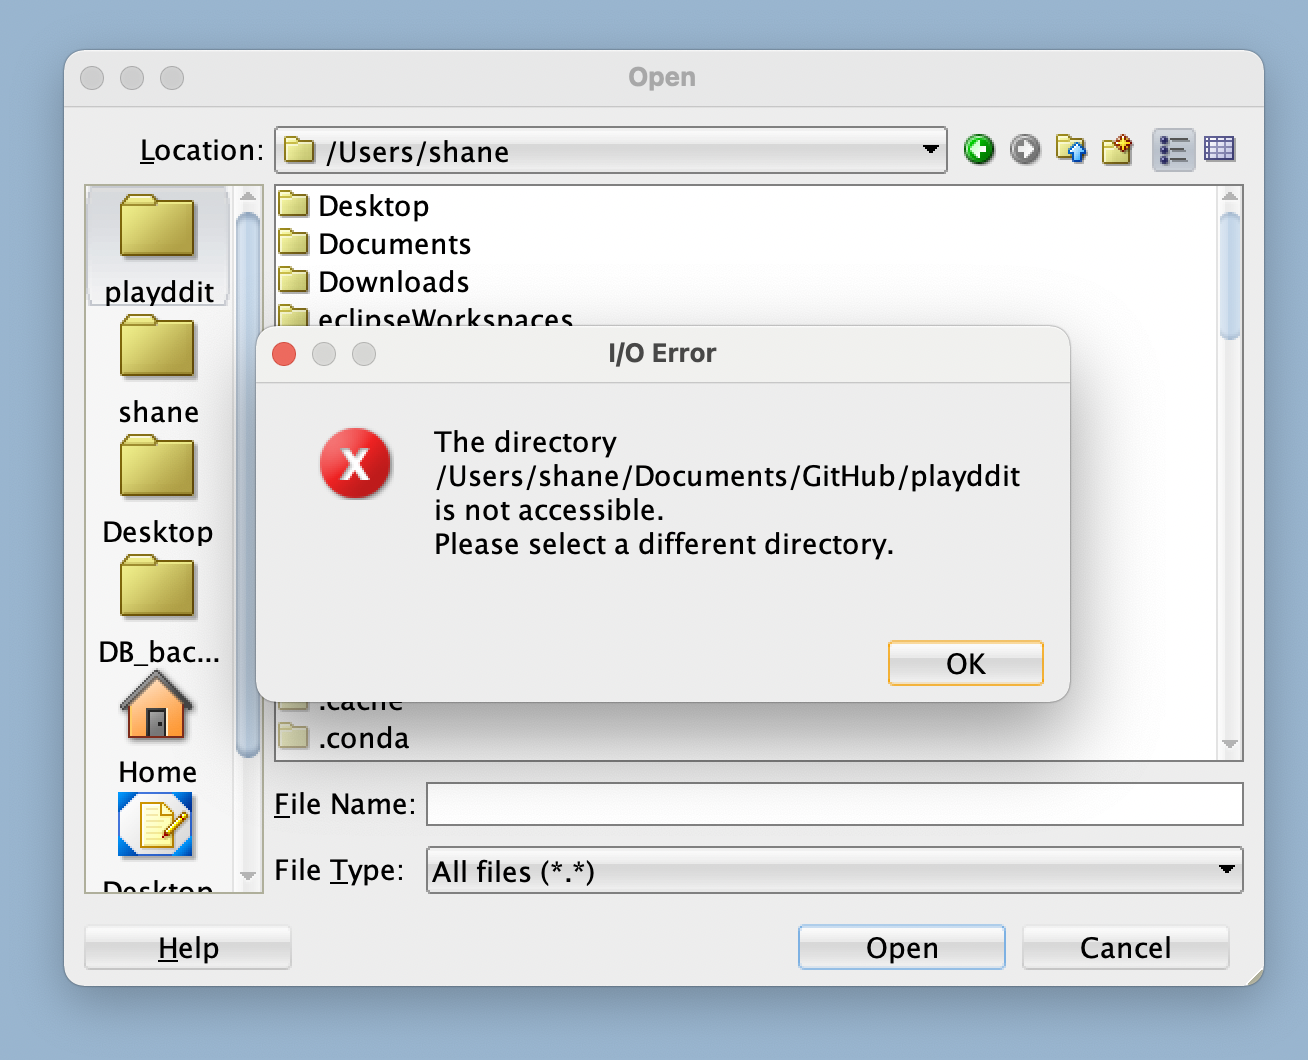 Open
Location:
/Users/shane
playddit
shane
Desktop
DB_bac...
Home
Desktop
Desktop
Documents
Downloads
eclipseWorkspaces
I/O Error
X
The directory
/Users/shane/Documents/GitHub/playddit
is not accessible.
Please select a different directory.
OK
.cache
.conda
File Name:
File Type:
All files (*.*)
Help
Open
Cancel